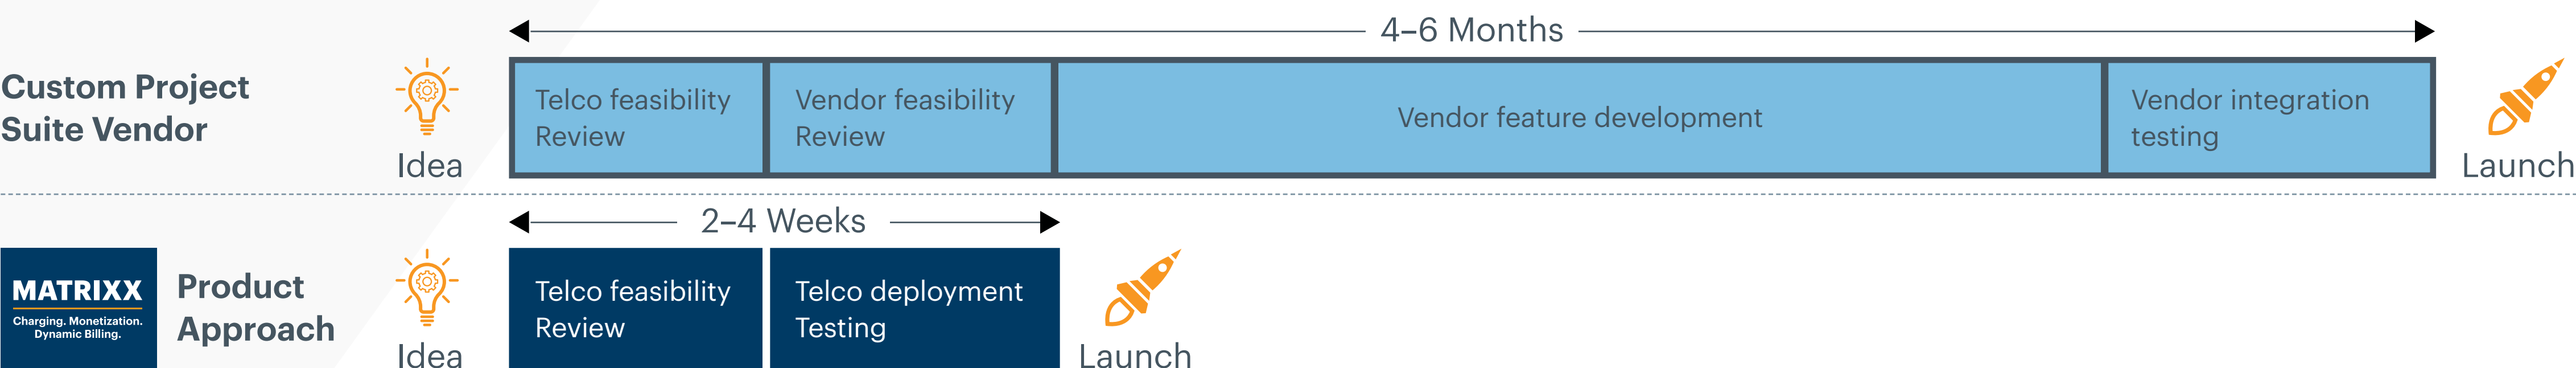 4–6 Months
Custom Project
Suite Vendor
Idea
Telco feasibility
Review
Vendor feasibility
Review
Vendor feature development
Vendor integration
testing
Launch
2–4 Weeks
MATRIXX
Charging. Monetization.
Dynamic Billing.
Product
Approach
Idea
Telco feasibility
Review
Telco deployment
Testing
Launch